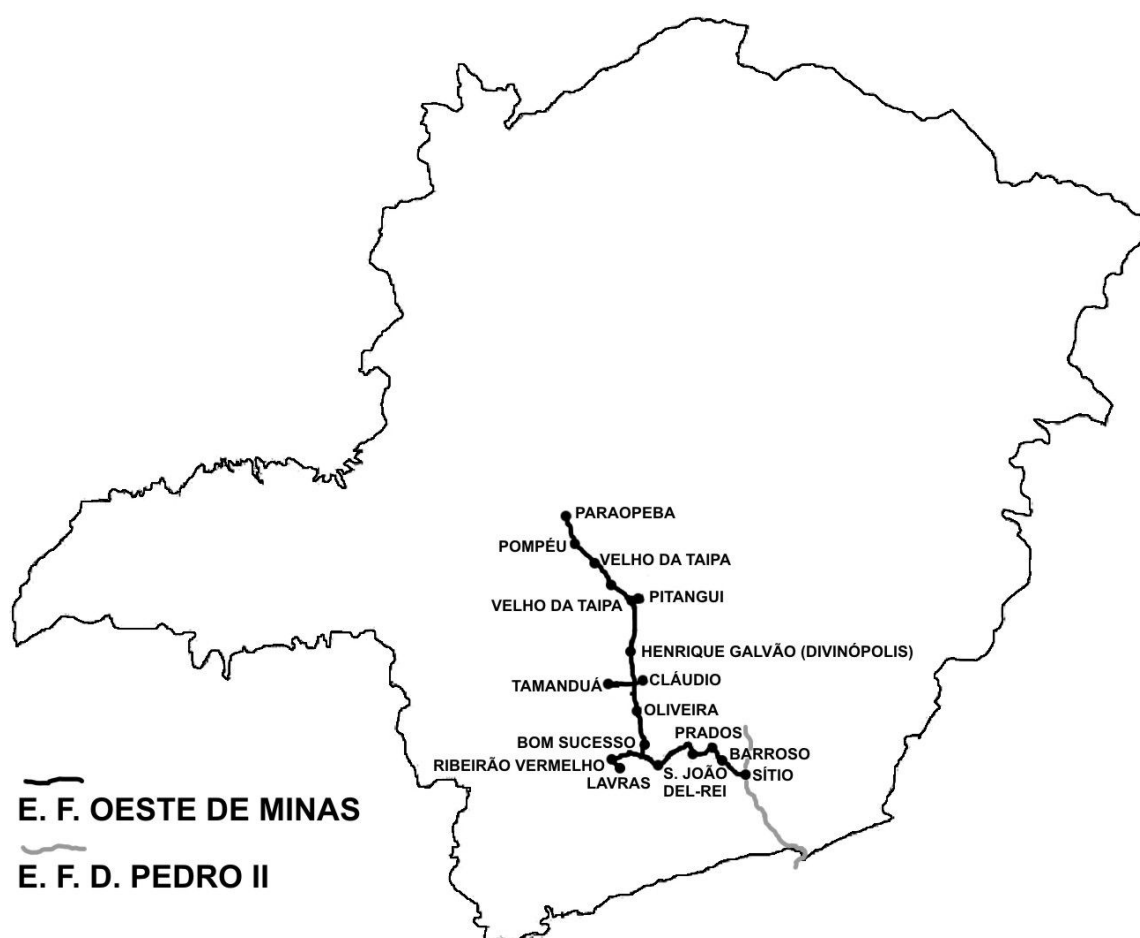 PARAOPEBA
POMPÉU
VELHO DA TAIPA
VELHO DA TAIPA
PITANGUI
HENRIQUE GALVÃO (DIVINÓPOLIS)
TAMANDUÁ
CLÁUDIO
OLIVEIRA
PRADOS
BOM SUCESSO
BARROSO
RIBEIRÃO VERMELHO
SÍTIO
LAVRAS
S. JOÃO
DEL-REI
E. F. OESTE DE MINAS
E. F. D. PEDRO II